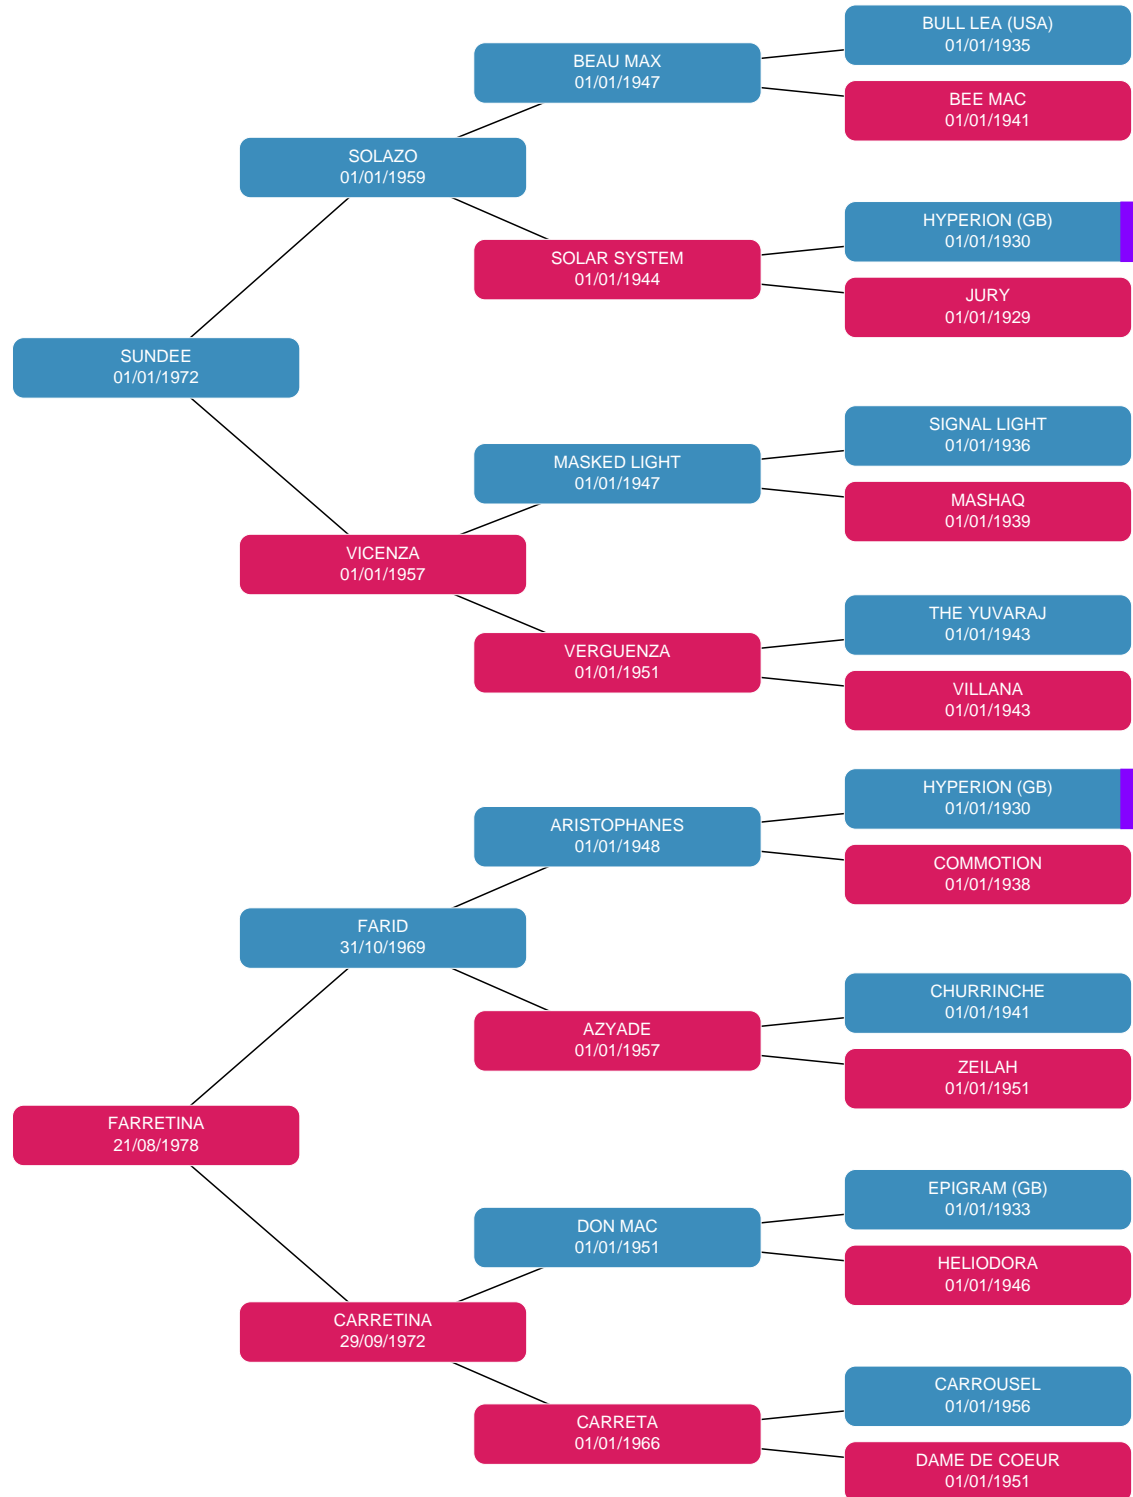 BULL LEA (USA)
01/01/1935
BEAU MAX
01/01/1947
BEE MAC
01/01/1941
SOLAZO
01/01/1959
HYPERION (GB)
01/01/1930
SOLAR SYSTEM
01/01/1944
JURY
01/01/1929
SUNDEE
01/01/1972
SIGNAL LIGHT
01/01/1936
MASKED LIGHT
01/01/1947
MASHAQ
01/01/1939
VICENZA
01/01/1957
THE YUVARAJ
01/01/1943
VERGUENZA
01/01/1951
VILLANA
01/01/1943
HYPERION (GB)
01/01/1930
ARISTOPHANES
01/01/1948
COMMOTION
01/01/1938
FARID
31/10/1969
CHURRINCHE
01/01/1941
AZYADE
01/01/1957
ZEILAH
01/01/1951
FARRETINA
21/08/1978
EPIGRAM (GB)
01/01/1933
DON MAC
01/01/1951
HELIODORA
01/01/1946
CARRETINA
29/09/1972
CARROUSEL
01/01/1956
CARRETA
01/01/1966
DAME DE COEUR
01/01/1951